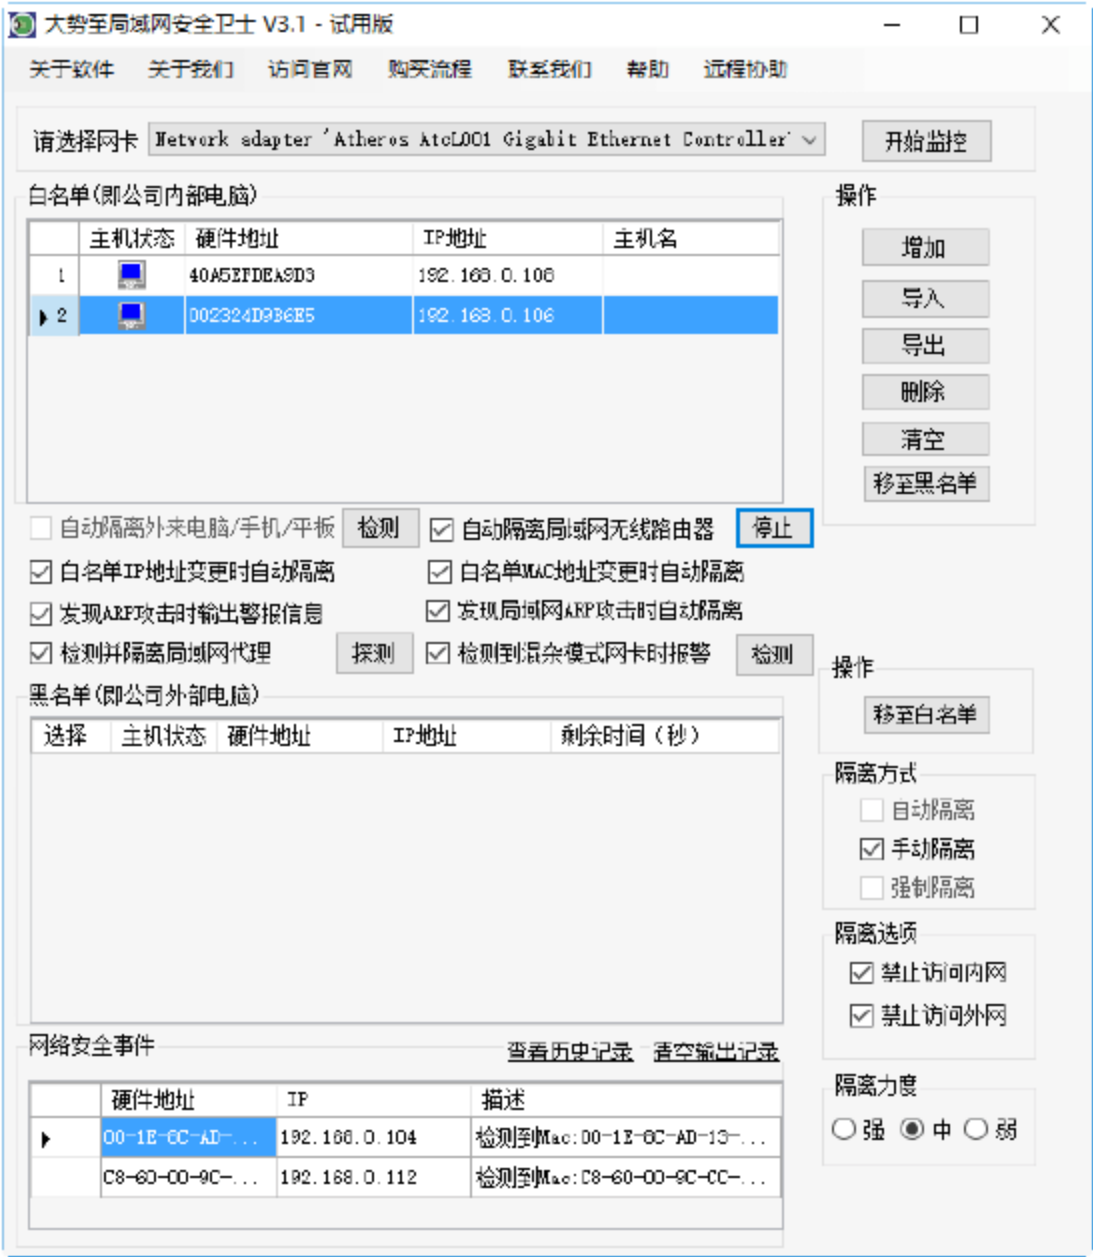 大势至局域网安全卫士 V3.1 - 试用版
关于软件 关于我们 访问官网 购买流程 联系我们 帮助 远程协助
请选择网卡 Network adapter 'Atheros AtcL001 Gigabit Ethernet Controller' 开始监控
白名单(即公司内部电脑)
主机状态 硬件地址 IP地址 主机名
1 192.168.0.108
2 002324D9B6E5 192.168.0.106
操作
增加
导入
导出
删除
清空
移至黑名单
自动隔离外来电脑/手机/平板 检测 自动隔离局域网无线路由器 停止
白名单IP地址变更时自动隔离 白名单MAC地址变更时自动隔离
发现ARP攻击时输出警报信息 发现局域网ARP攻击时自动隔离
检测并隔离局域网代理 探测 检测到混杂模式网卡时报警 检测
黑名单(即公司外部电脑)
选择 主机状态 硬件地址 IP地址 剩余时间(秒)
操作
移至白名单
隔离方式
自动隔离
手动隔离
强制隔离
隔离选项
禁止访问内网
禁止访问外网
隔离力度
强 中 弱
网络安全事件 查看历史记录 清空输出记录
硬件地址 IP 描述
00-1E-8C-AD-... 192.168.0.104 检测到Mac:00-1E-8C-AD-13-...
C8-60-00-9C-... 192.168.0.112 检测到Mac:C8-60-00-9C-CC-...